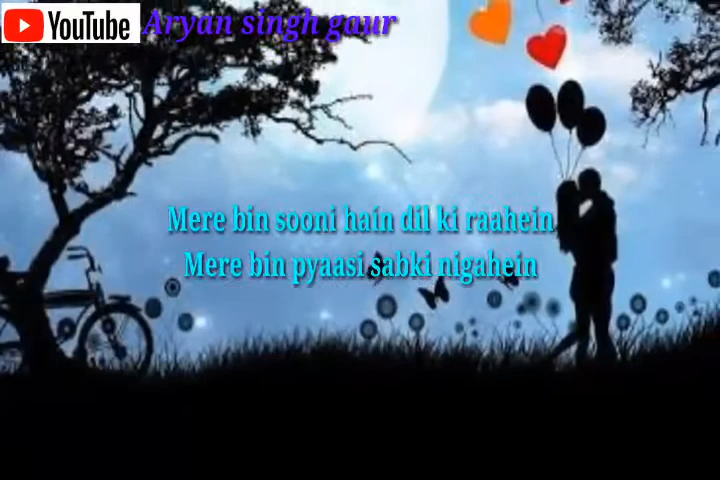 YouTube Aryan singh gaur
Mere bin sooni hain dil ki raahein
Mere bin pyaasi sabki nigahein